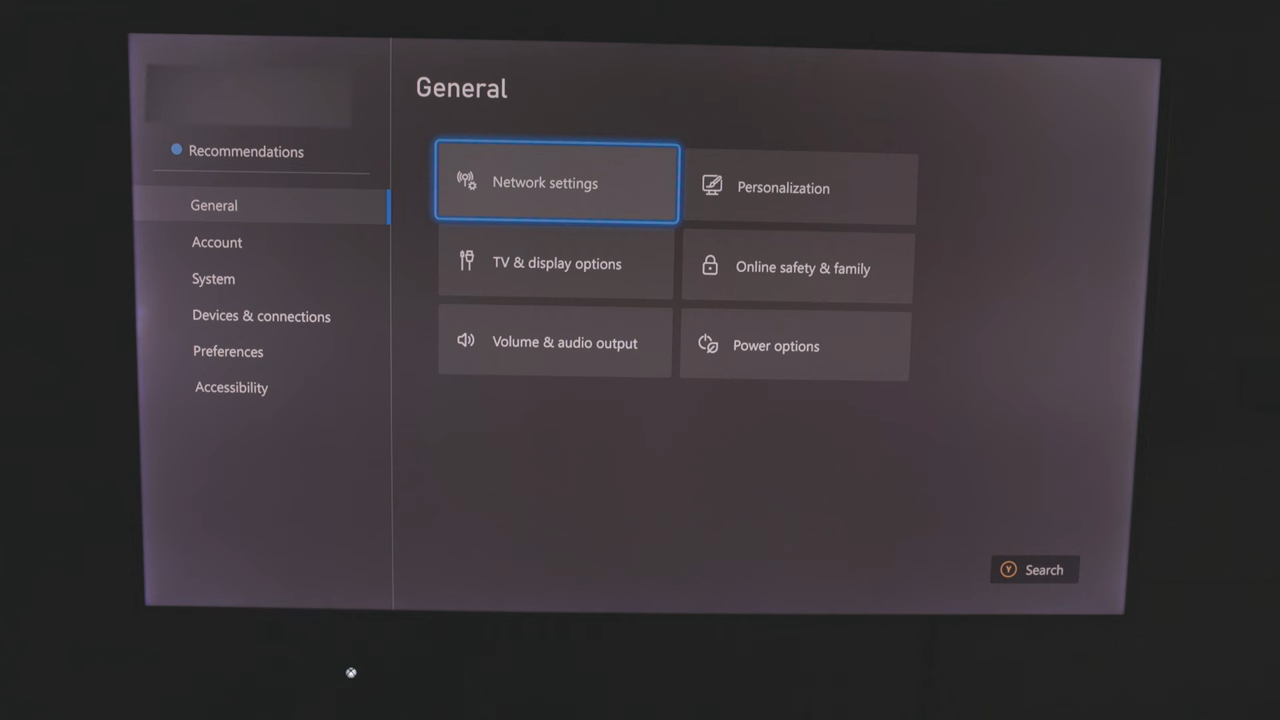 Recommendations
General
Account
System
Devices & connections
Preferences
Accessibility
General
Network settings
Personalization
TV & display options
Online safety & family
Volume & audio output
Power options
Y Search